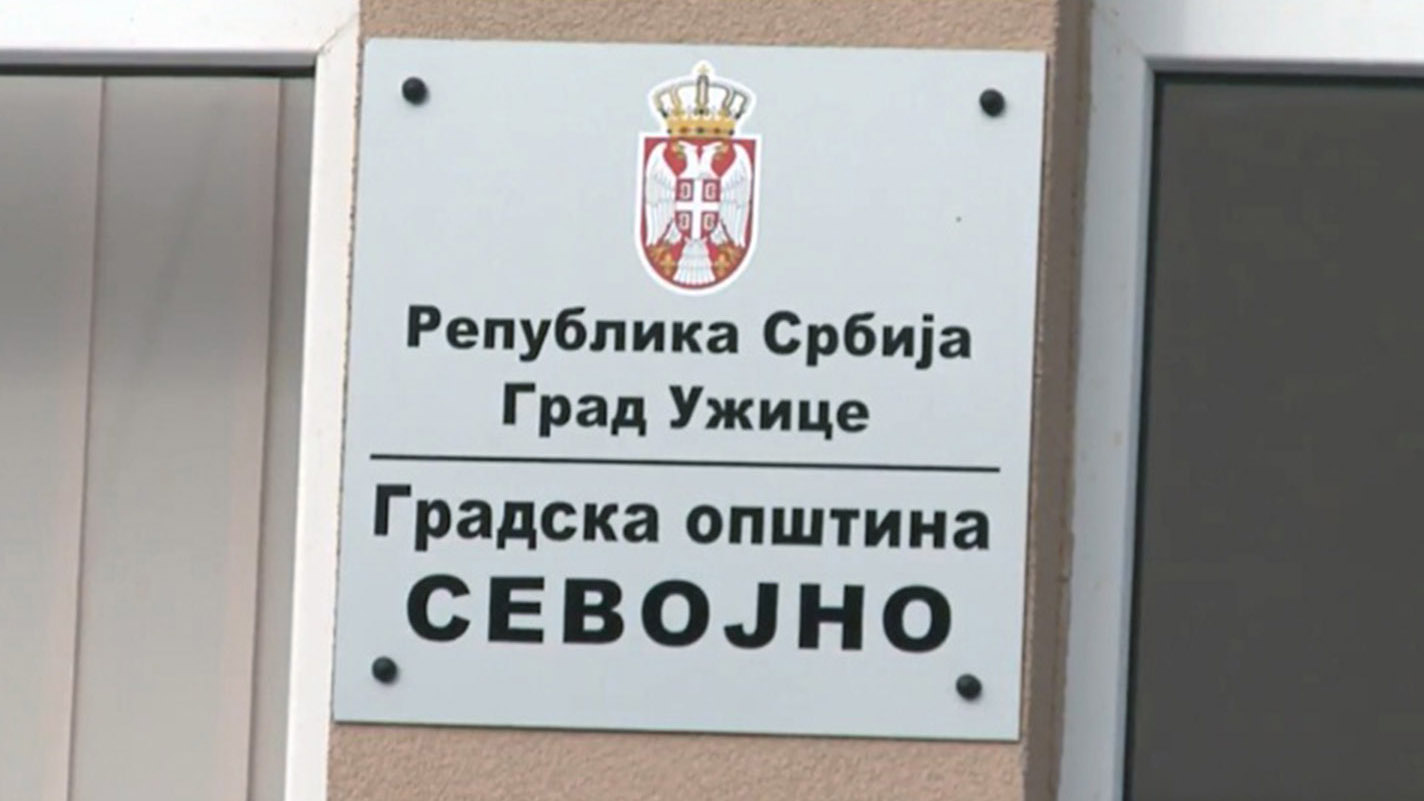 Република Србија
Град Ужице
Градска општина
СЕВОЈНО